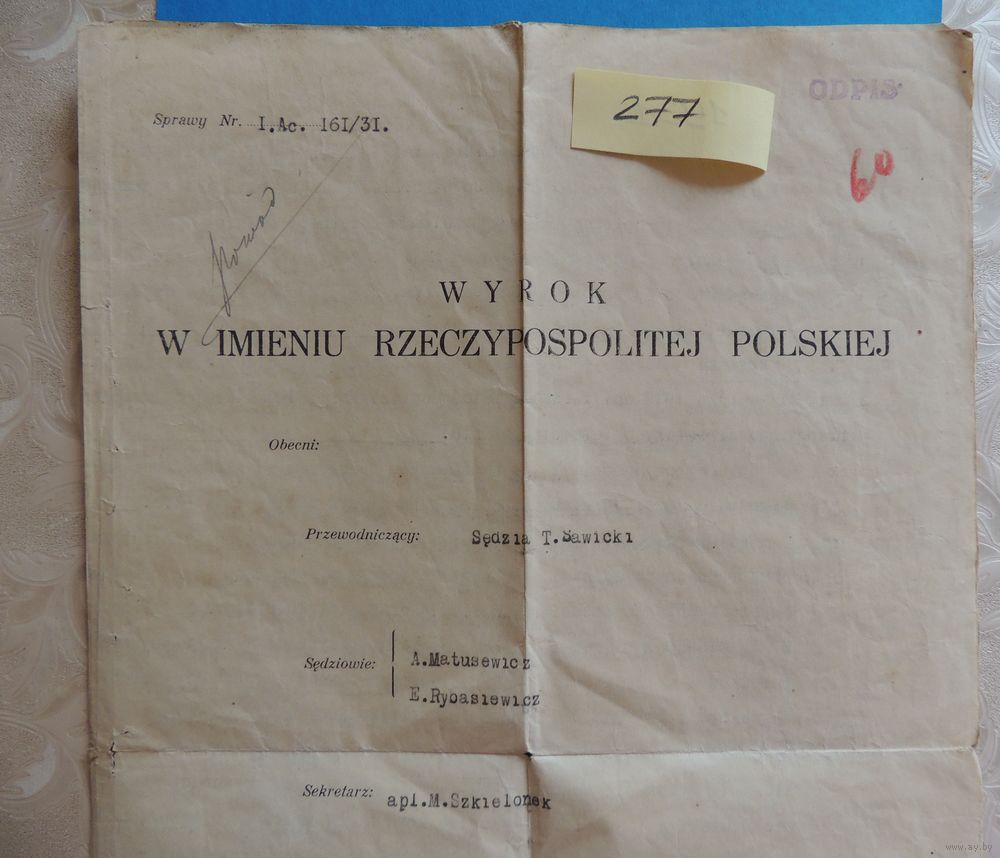 ODPIS
277
Sprawy Nr. I.Ac. 161/31.
60
powód
WYROK
W IMIENIU RZECZYPOSPOLITEJ POLSKIEJ
Obecni:
Przewodniczący: Sędzia T.Sawicki
Sędziowie: A.Matusewicz
E.Rybasiewicz
Sekretarz: apl.M.Szkielonek
www.ay.by